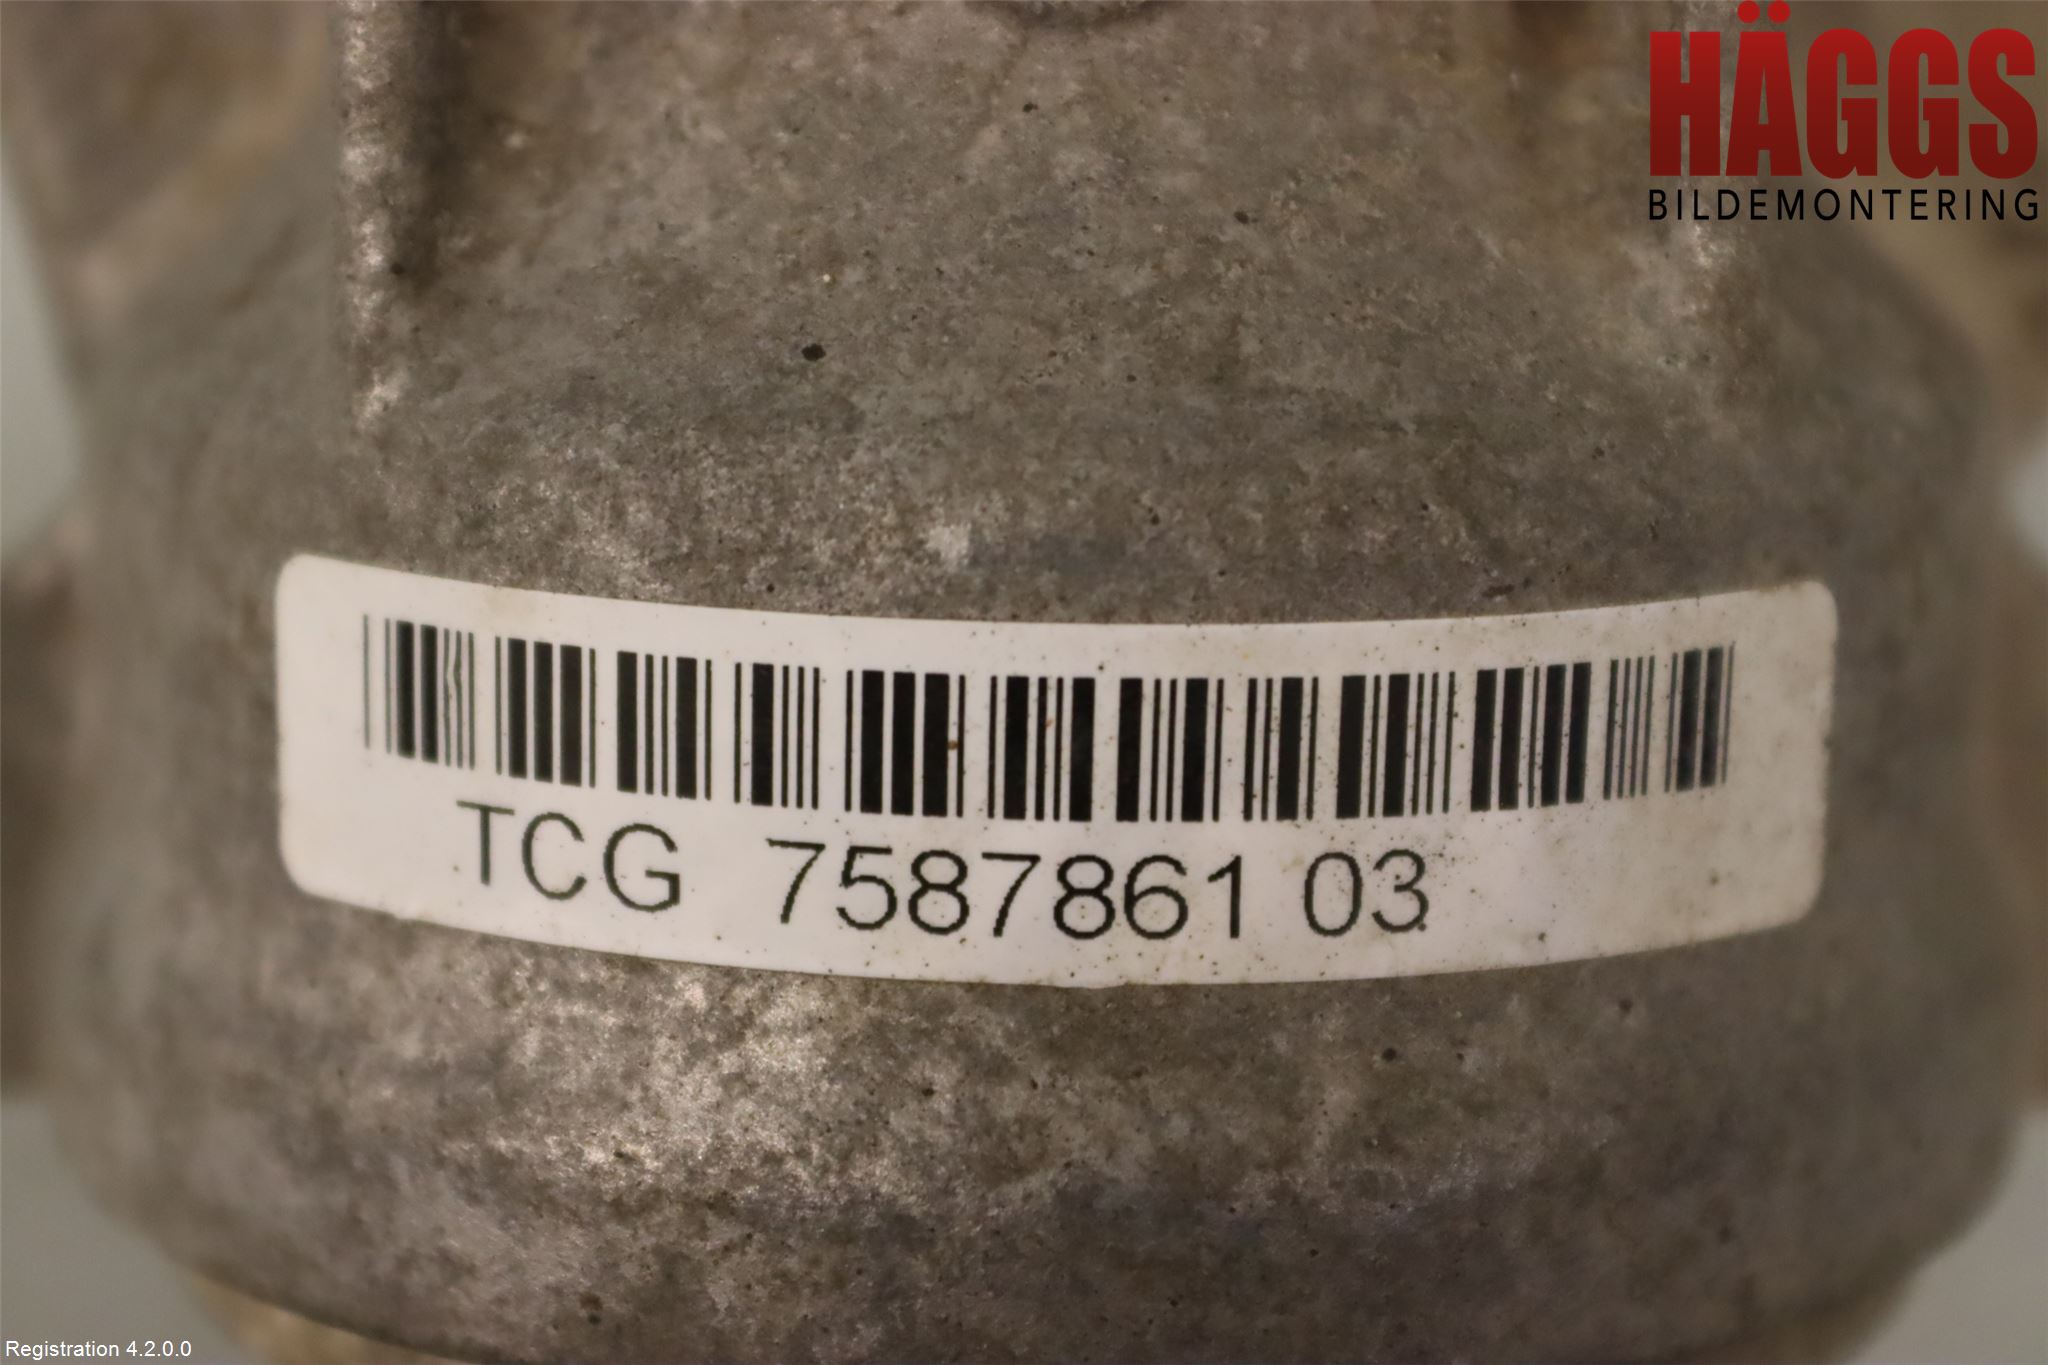 HÄGGS
BILDEMONTERING
TCG 7587861 03
Registration 4.2.0.0